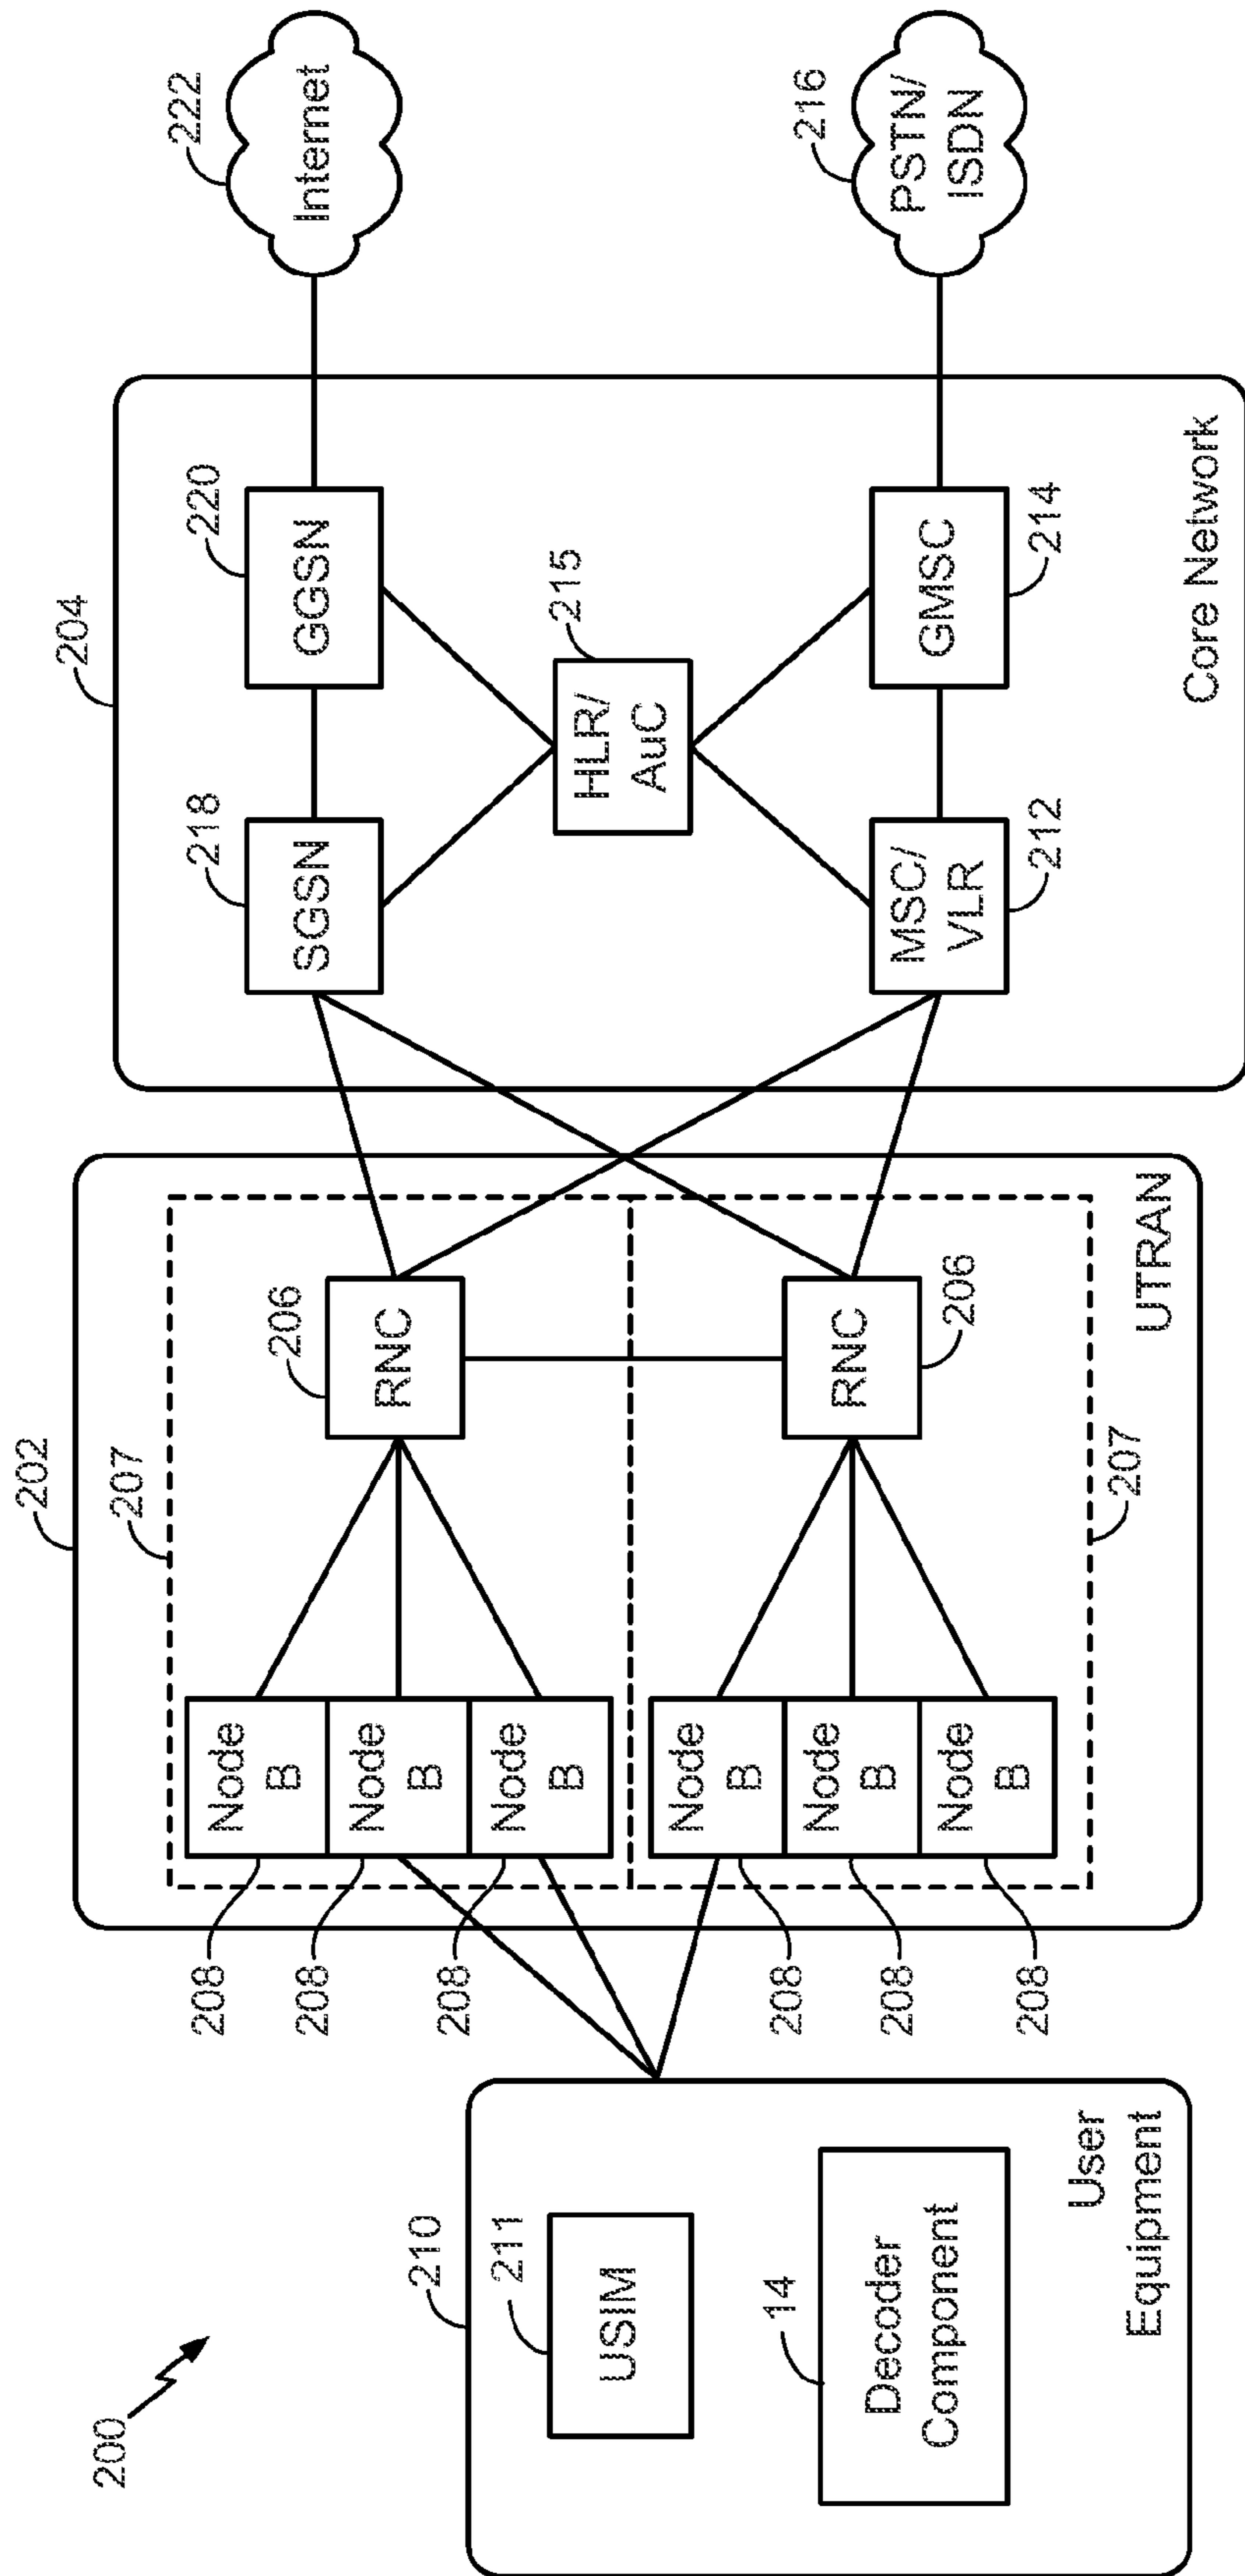 200
210
User
Equipment
211
USIM
14
Decoder
Component
202
UTRAN
207
208
Node
B
208
Node
B
208
Node
B
206
RNC
208
Node
B
208
Node
B
208
Node
B
RNC
206
207
204
Core Network
218
SGSN
220
GGSN
215
HLR/
AuC
MSC/
VLR
212
GMSC
214
222
Internet
216
PSTN/
ISDN